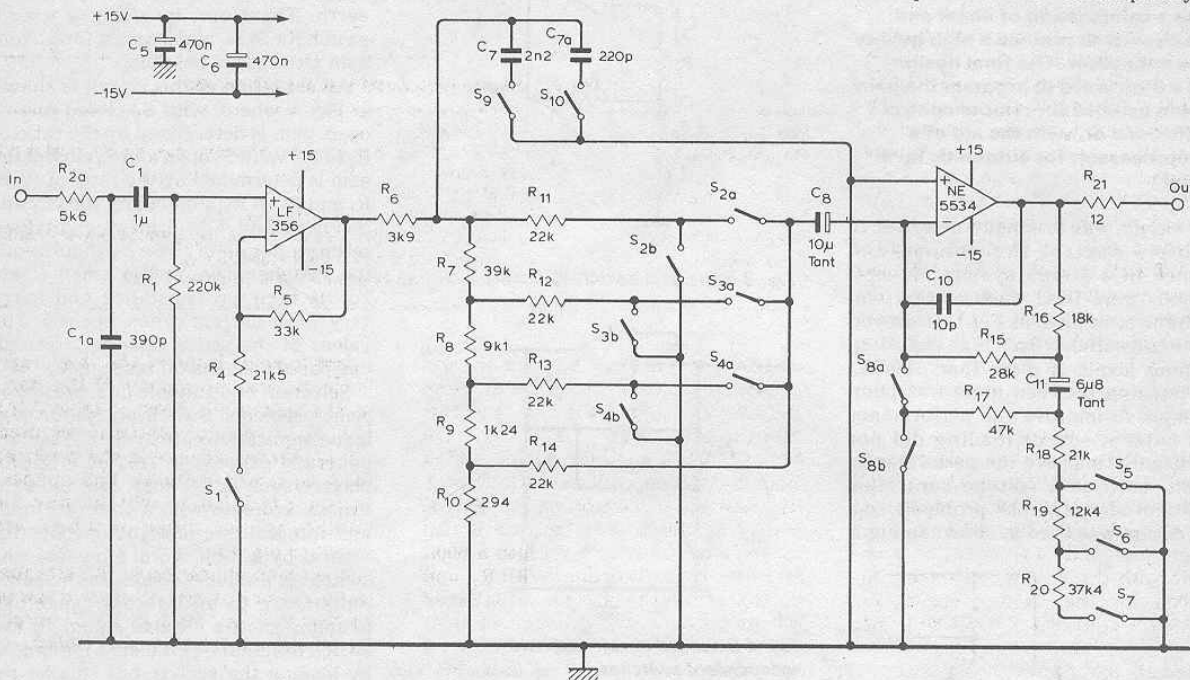 +15V
C5 470n
C6 470n
-15V
C7 2n2
C7a 220p
S9
S10
In
R2a
5k6
C
1µ
R1 220k
C1a 390p
+15
LF
356
-15
R5
33k
R4 21k5
S1
R6
3k9
R11
22k
R7 39k
R12
22k
R8 9k1
R13
22k
R9 1k24
R14
22k
R10 294
S2a
S2b
S3a
S3b
S4a
S4b
C8
10µ
Tant
+15
NE
5534
-15
C10
10p
R21
12
Ou
R16 18k
R15
28k
C11 6µ8
Tant
S8a
R17
47k
S8b
R18 21k
S5
R19 12k4
S6
R20 37k4
S7